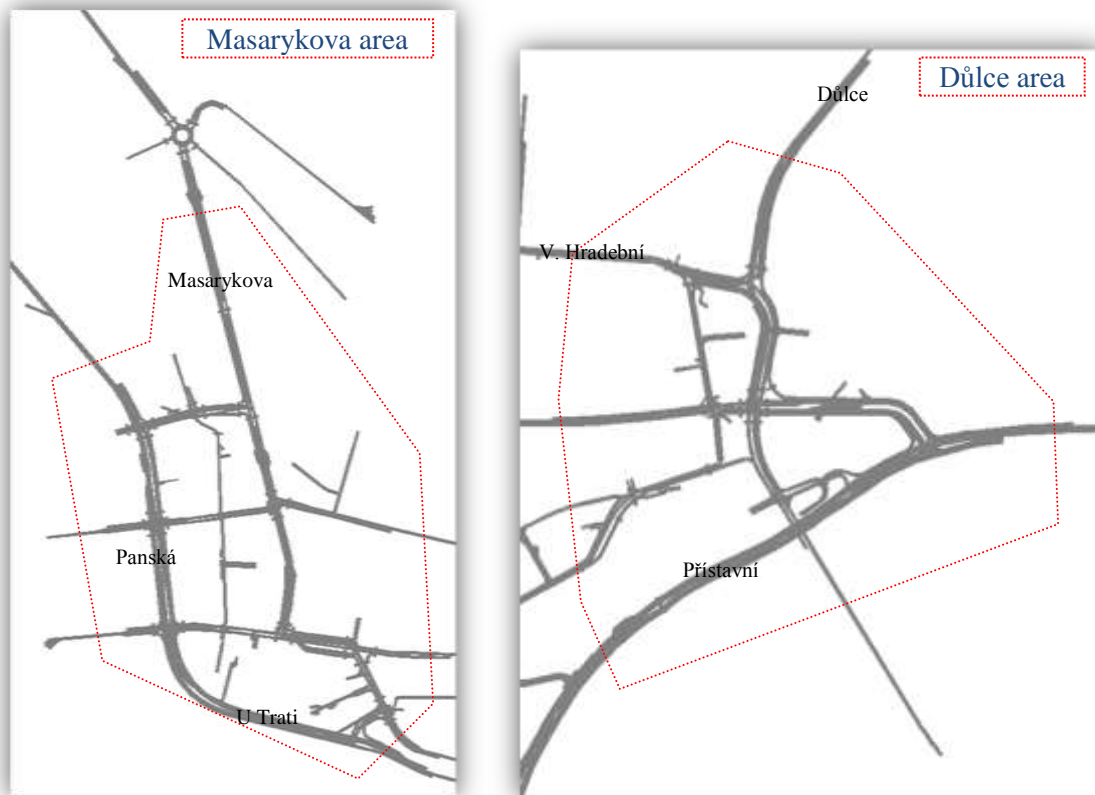 Masarykova area
Masarykova
Panská
U Trati
Důlce area
Důlce
V. Hradební
Přístavní